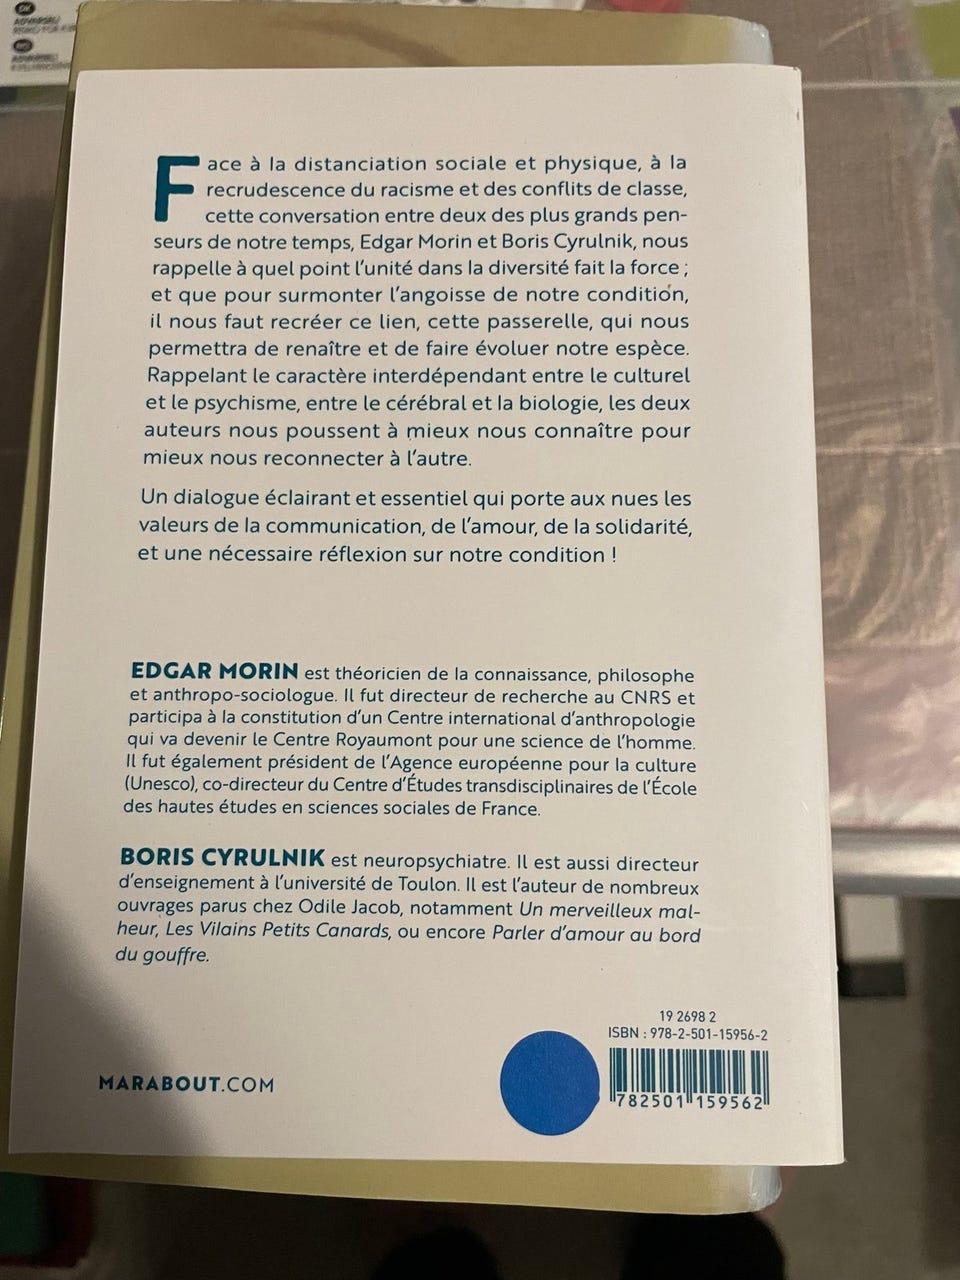 ADVARSEL!
ADVARSEL!
Face à la distanciation sociale et physique, à la
recrudescence du racisme et des conflits de classe,
cette conversation entre deux des plus grands pen-
seurs de notre temps, Edgar Morin et Boris Cyrulnik, nous
rappelle à quel point l'unité dans la diversité fait la force ;
et que pour surmonter l'angoisse de notre condition,
il nous faut recréer ce lien, cette passerelle, qui nous
permettra de renaître et de faire évoluer notre espèce.
Rappelant le caractère interdépendant entre le culturel
et le psychisme, entre le cérébral et la biologie, les deux
auteurs nous poussent à mieux nous connaître pour
mieux nous reconnecter à l'autre.
Un dialogue éclairant et essentiel qui porte aux nues les
valeurs de la communication, de l'amour, de la solidarité,
et une nécessaire réflexion sur notre condition !
EDGAR MORIN est théoricien de la connaissance, philosophe
et anthropo-sociologue. Il fut directeur de recherche au CNRS et
participa à la constitution d'un Centre international d'anthropologie
qui va devenir le Centre Royaumont pour une science de l'homme.
Il fut également président de l'Agence européenne pour la culture
(Unesco), co-directeur du Centre d'Études transdisciplinaires de l'École
des hautes études en sciences sociales de France.
BORIS CYRULNIK est neuropsychiatre. Il est aussi directeur
d'enseignement à l'université de Toulon. Il est l'auteur de nombreux
ouvrages parus chez Odile Jacob, notamment Un merveilleux mal-
heur, Les Vilains Petits Canards, ou encore Parler d'amour au bord
du gouffre.
19 2698 2
ISBN : 978-2-501-15956-2
782501 159562
MARABOUT.COM